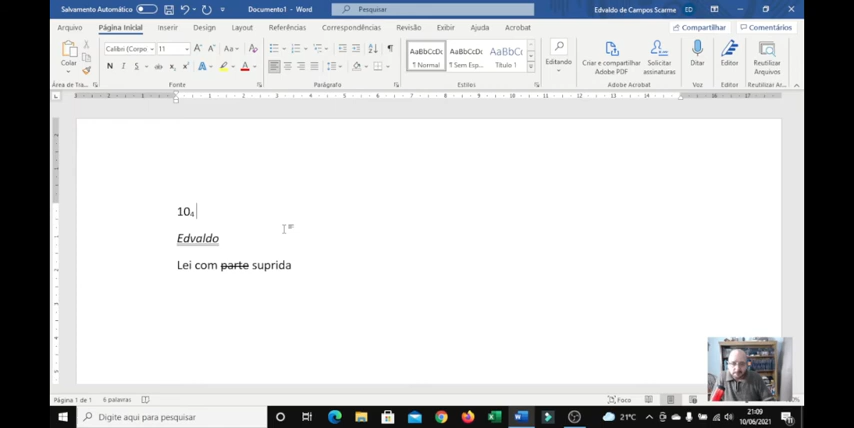 Salvamento Automático
Documento1 - Word
Pesquisar
Edvaldo de Campos Scarme ED
Arquivo Página Inicial Inserir Design Layout Referências Correspondências Revisão Exibir Ajuda Acrobat Compartilhar Comentários
Calibri (Corpo 11
Colar
N I S
AaBbCcDc AaBbCcDc AaBbCc
¶ Normal ¶ Sem Esp... Título 1
Editando
Criar e compartilhar Adobe PDF
Solicitar assinaturas
Ditar
Editor
Reutilizar Arquivos
Área de Tra... Fonte Parágrafo Estilos Adobe Acrobat Voz Editor Reutilizar Ar...
10₄
Edvaldo
Lei com parte suprida
Página 1 de 1 6 palavras Foco
Digite aqui para pesquisar
21°C
21:09
10/06/2021